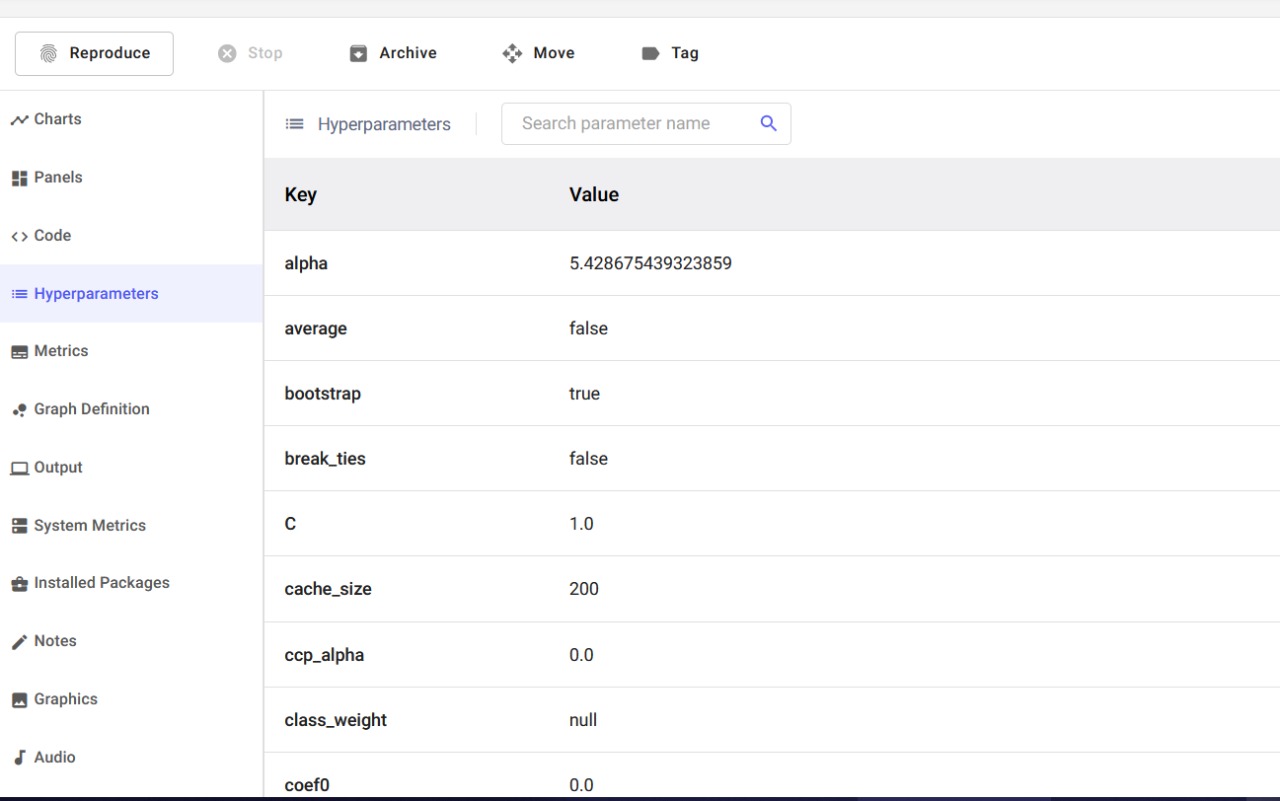 Reproduce Stop Archive Move Tag
Charts
Panels
Code
Hyperparameters
Metrics
Graph Definition
Output
System Metrics
Installed Packages
Notes
Graphics
Audio
Hyperparameters Search parameter name
Key Value
alpha 5.428675439323859
average false
bootstrap true
break_ties false
C 1.0
cache_size 200
ccp_alpha 0.0
class_weight null
coef0 0.0